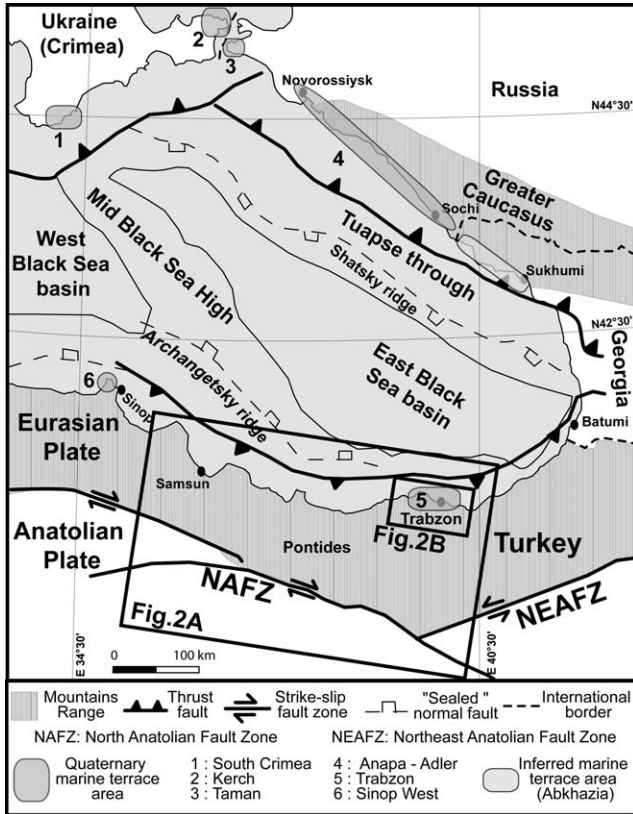 Ukraine
(Crimea)
2
3
Novorossiysk
Russia
N44°30'
1
4
Greater
Caucasus
Sochi
Mid Black Sea High
West
Black Sea
basin
Tuapse through
Shatsky ridge
Sukhumi
N42°30'
Georgia
Archangetsky ridge
East Black
Sea basin
6
Sinop
Batumi
Eurasian
Plate
Samsun
5
Trabzon
Anatolian
Plate
Pontides
Fig.2B
Turkey
NAFZ
NEAFZ
Fig.2A
E 34°30'
E 40°30'
0 100 km
Mountains
Range
Thrust
fault
Strike-slip
fault zone
"Sealed "
normal fault
International
border
NAFZ: North Anatolian Fault Zone
NEAFZ: Northeast Anatolian Fault Zone
Quaternary
marine terrace
area
1 : South Crimea
2 : Kerch
3 : Taman
4 : Anapa - Adler
5 : Trabzon
6 : Sinop West
Inferred marine
terrace area
(Abkhazia)